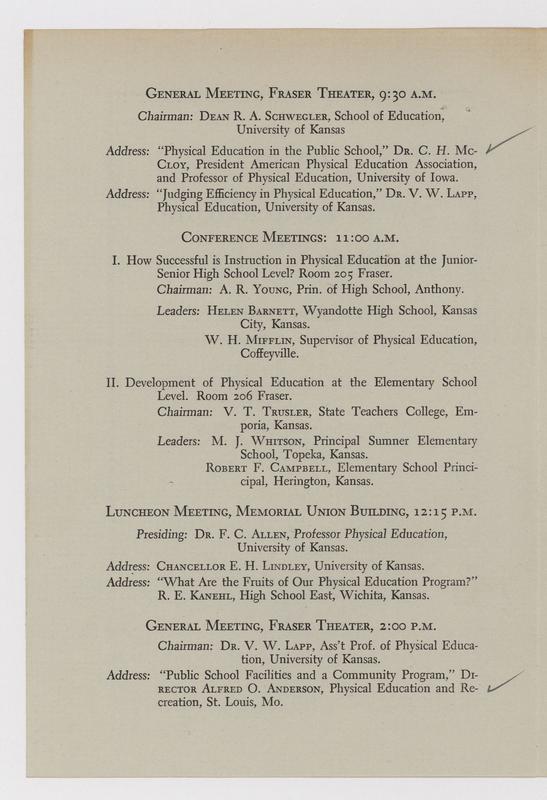 General Meeting, Fraser Theater, 9:30 A.M.
Chairman: Dean R. A. Schwegler, School of Education,
University of Kansas
Address: “Physical Education in the Public School,” Dr. C. H. Mc-
Cloy, President American Physical Education Association,
and Professor of Physical Education, University of Iowa.
Address: “Judging Efficiency in Physical Education,” Dr. V. W. Lapp,
Physical Education, University of Kansas.
Conference Meetings: 11:00 A.M.
I. How Successful is Instruction in Physical Education at the Junior-
Senior High School Level? Room 205 Fraser.
Chairman: A. R. Young, Prin. of High School, Anthony.
Leaders: Helen Barnett, Wyandotte High School, Kansas
City, Kansas.
W. H. Mifflin, Supervisor of Physical Education,
Coffeyville.
II. Development of Physical Education at the Elementary School
Level. Room 206 Fraser.
Chairman: V. T. Trusler, State Teachers College, Em-
poria, Kansas.
Leaders: M. J. Whitson, Principal Sumner Elementary
School, Topeka, Kansas.
Robert F. Campbell, Elementary School Princi-
cipal, Herington, Kansas.
Luncheon Meeting, Memorial Union Building, 12:15 P.M.
Presiding: Dr. F. C. Allen, Professor Physical Education,
University of Kansas.
Address: Chancellor E. H. Lindley, University of Kansas.
Address: “What Are the Fruits of Our Physical Education Program?”
R. E. Kanehl, High School East, Wichita, Kansas.
General Meeting, Fraser Theater, 2:00 P.M.
Chairman: Dr. V. W. Lapp, Ass’t Prof. of Physical Educa-
tion, University of Kansas.
Address: “Public School Facilities and a Community Program,” Di-
rector Alfred O. Anderson, Physical Education and Re-
creation, St. Louis, Mo.